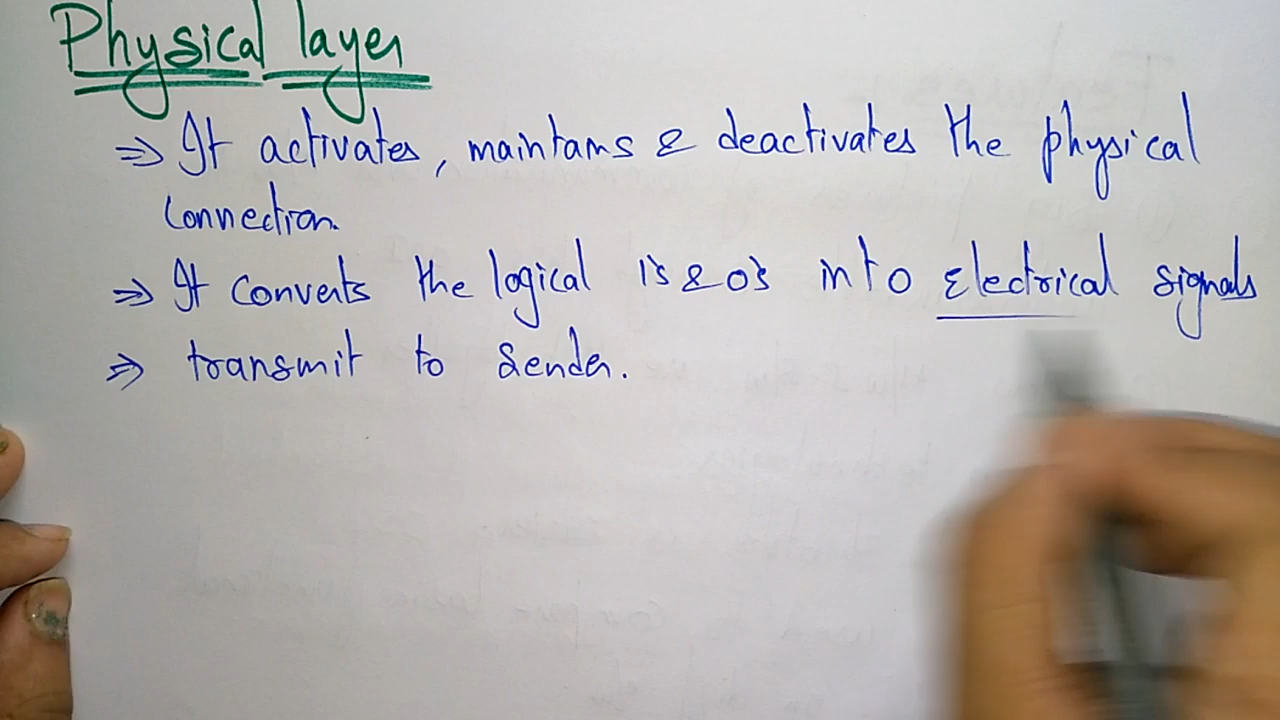 Physical layer
⇒ It activates, maintains & deactivates the physical
connection.
⇒ It converts the logical 1's & 0's into Electrical signals
⇒ transmit to sender.